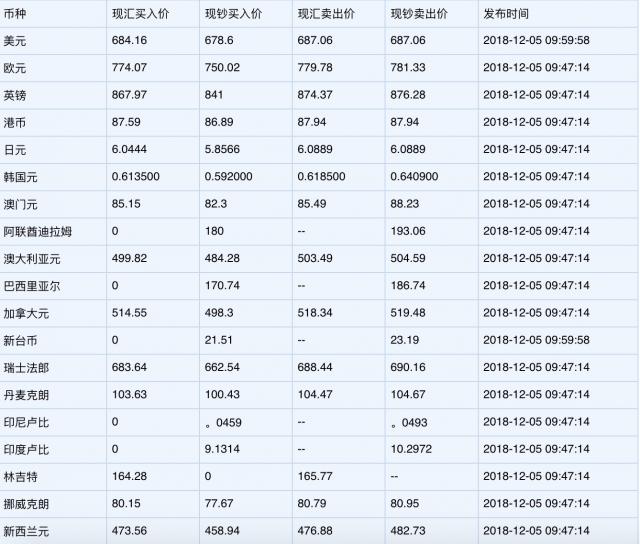 币种 现汇买入价 现钞买入价 现汇卖出价 现钞卖出价 发布时间
美元 684.16 678.6 687.06 687.06 2018-12-05 09:59:58
欧元 774.07 750.02 779.78 781.33 2018-12-05 09:47:14
英镑 867.97 841 874.37 876.28 2018-12-05 09:47:14
港币 87.59 86.89 87.94 87.94 2018-12-05 09:47:14
日元 6.0444 5.8566 6.0889 6.0889 2018-12-05 09:47:14
韩国元 0.613500 0.592000 0.618500 0.640900 2018-12-05 09:47:14
澳门元 85.15 82.3 85.49 88.23 2018-12-05 09:47:14
阿联酋迪拉姆 0 180 -- 193.06 2018-12-05 09:47:14
澳大利亚元 499.82 484.28 503.49 504.59 2018-12-05 09:47:14
巴西里亚尔 0 170.74 -- 186.74 2018-12-05 09:47:14
加拿大元 514.55 498.3 518.34 519.48 2018-12-05 09:47:14
新台币 0 21.51 -- 23.19 2018-12-05 09:59:58
瑞士法郎 683.64 662.54 688.44 690.16 2018-12-05 09:47:14
丹麦克朗 103.63 100.43 104.47 104.67 2018-12-05 09:47:14
印尼卢比 0 。0459 -- 。0493 2018-12-05 09:47:14
印度卢比 0 9.1314 -- 10.2972 2018-12-05 09:47:14
林吉特 164.28 0 165.77 -- 2018-12-05 09:47:14
挪威克朗 80.15 77.67 80.79 80.95 2018-12-05 09:47:14
新西兰元 473.56 458.94 476.88 482.73 2018-12-05 09:47:14